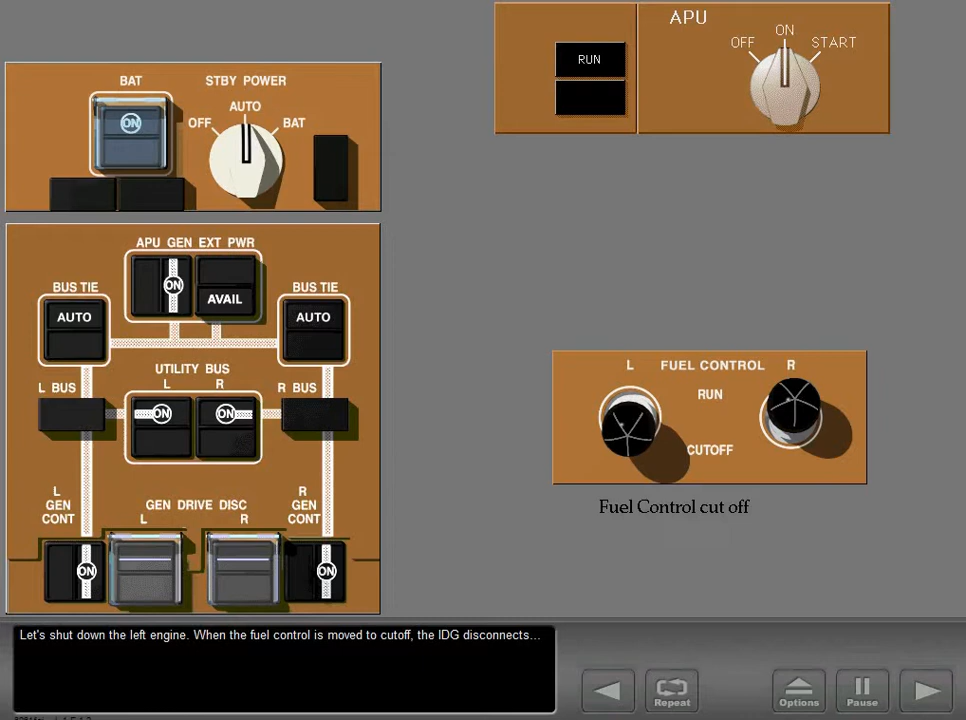 APU
OFF
ON
START
RUN
BAT
STBY POWER
ON
OFF
AUTO
BAT
APU GEN EXT PWR
ON
AVAIL
BUS TIE
AUTO
BUS TIE
AUTO
UTILITY BUS
L R
L BUS
R BUS
ON
ON
L
GEN
CONT
GEN DRIVE DISC
L R
R
GEN
CONT
ON
ON
L FUEL CONTROL R
RUN
CUTOFF
Fuel Control cut off
Let's shut down the left engine. When the fuel control is moved to cutoff, the IDG disconnects...
Repeat
Options
Pause